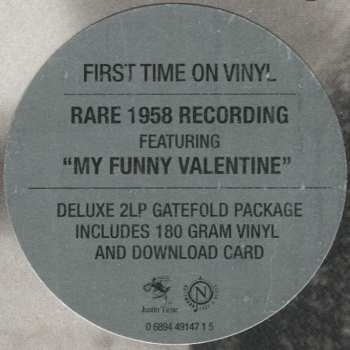 FIRST TIME ON VINYL
RARE 1958 RECORDING
FEATURING
“MY FUNNY VALENTINE”
DELUXE 2LP GATEFOLD PACKAGE
INCLUDES 180 GRAM VINYL
AND DOWNLOAD CARD
Justin Time
N
0 6894 49147 1 5